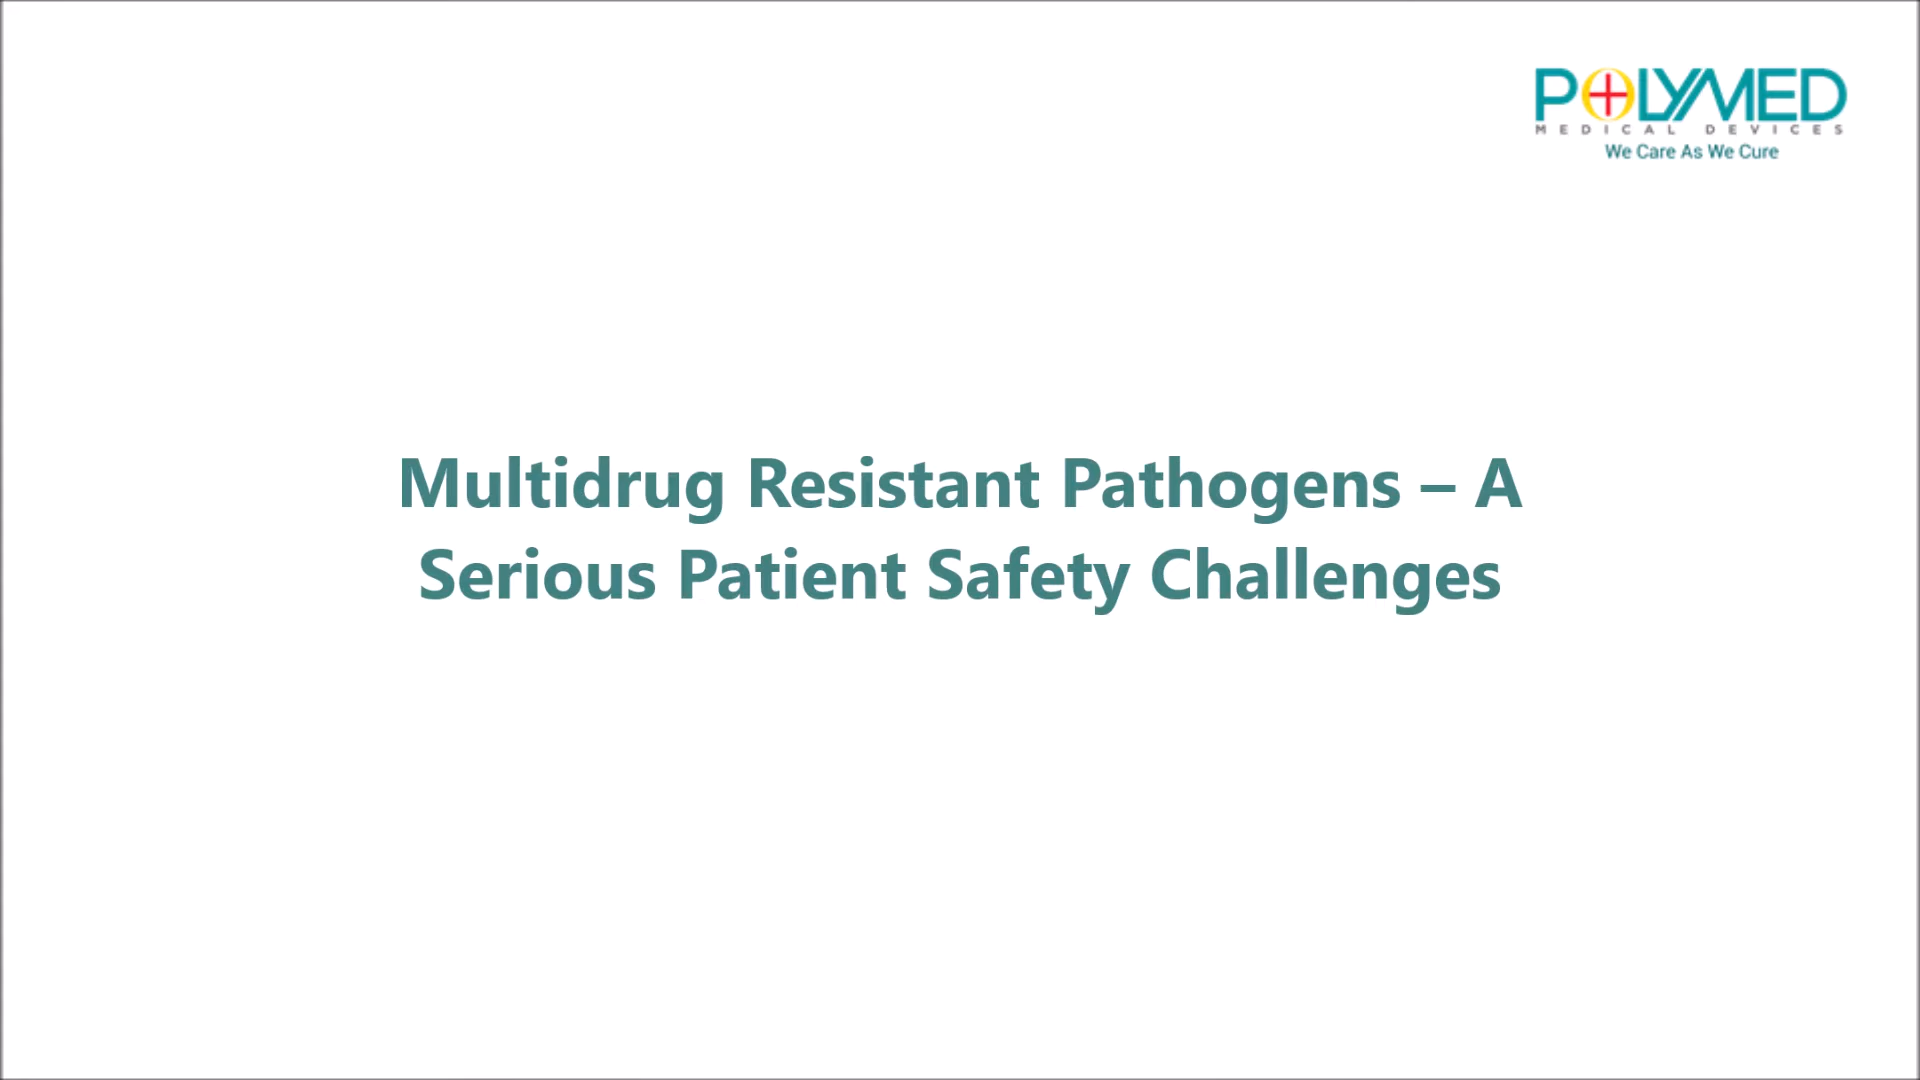 POLYMED
MEDICAL DEVICES
We Care As We Cure
Multidrug Resistant Pathogens – A
Serious Patient Safety Challenges